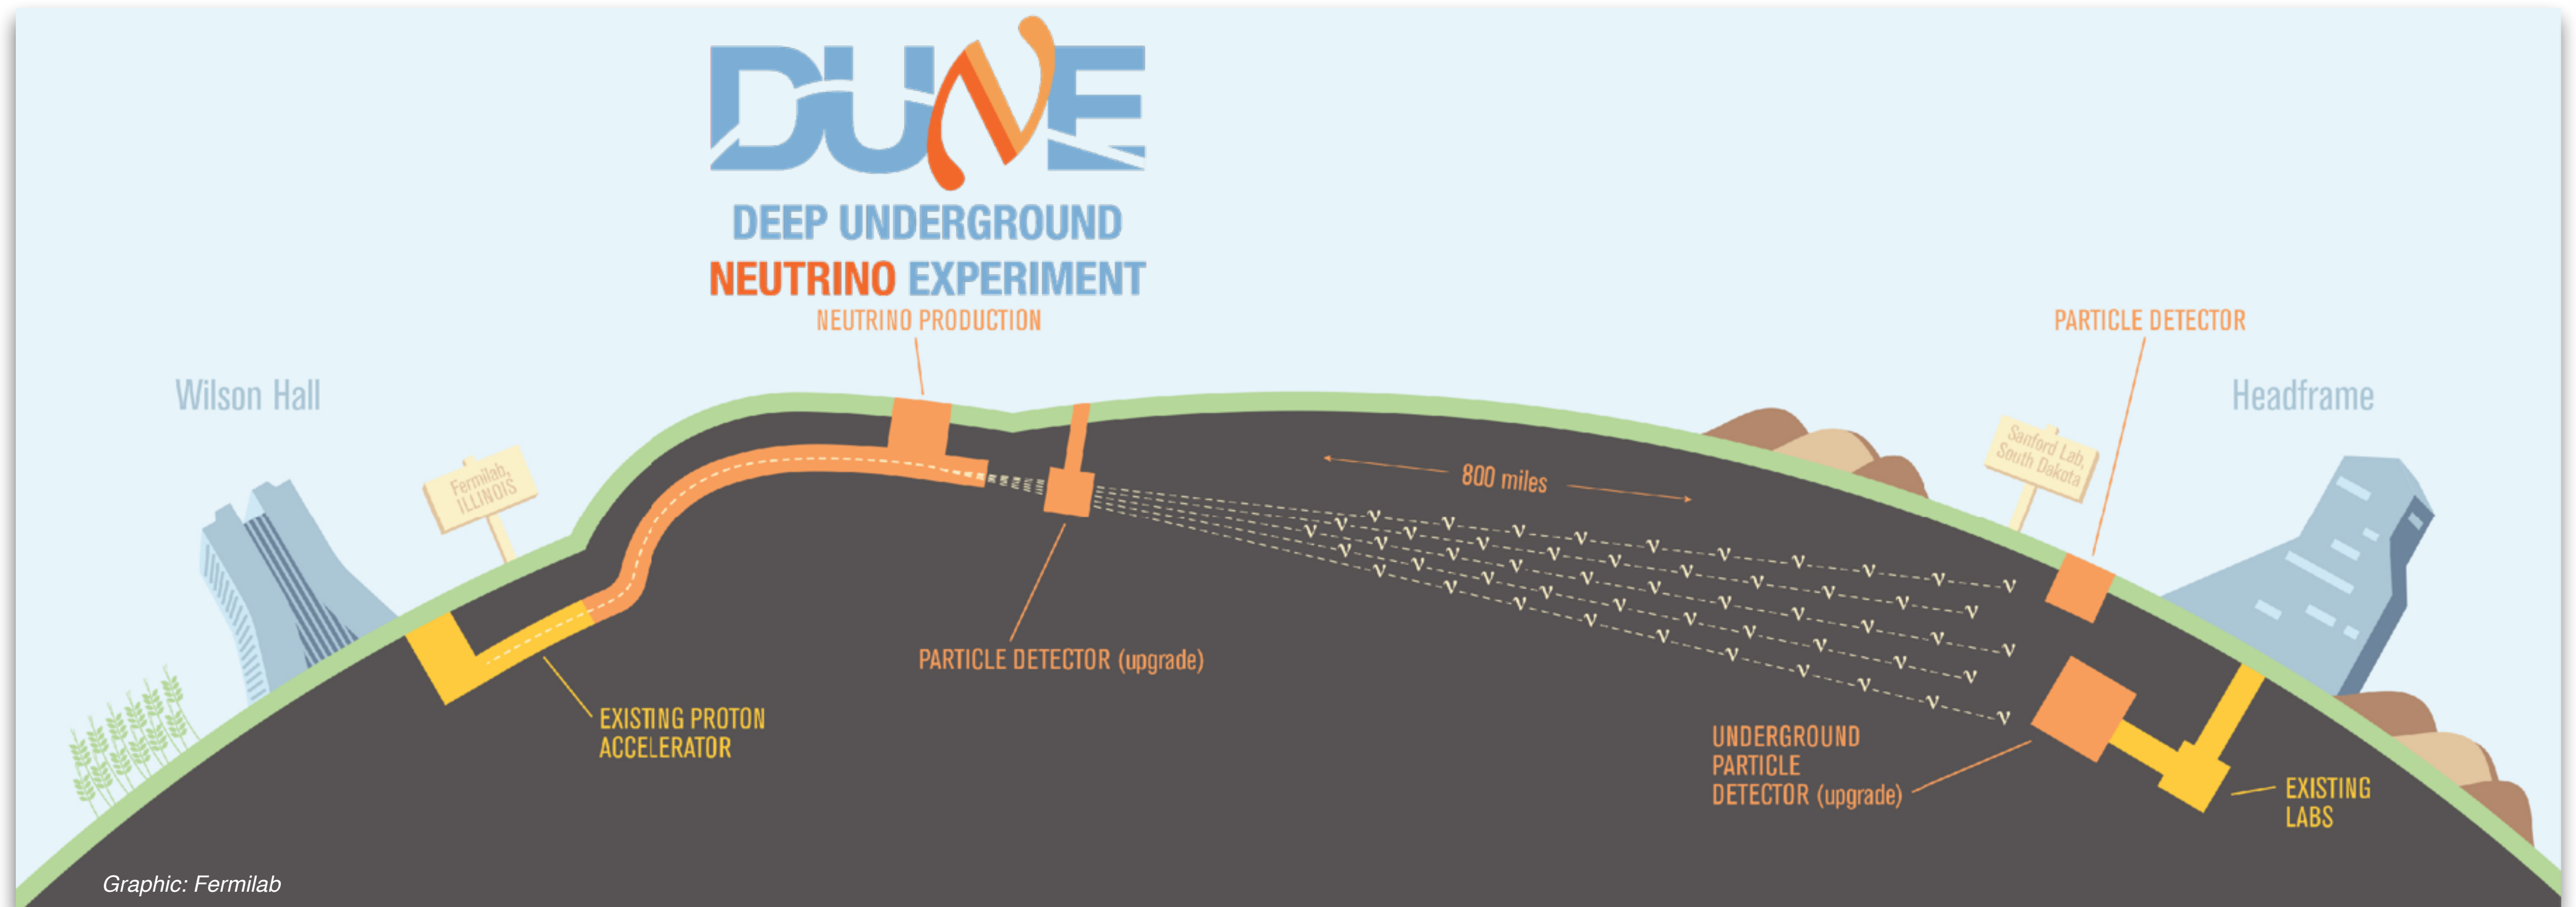 DUNE
DEEP UNDERGROUND
NEUTRINO EXPERIMENT
NEUTRINO PRODUCTION
PARTICLE DETECTOR
Wilson Hall
Headframe
Fermilab,
ILLINOIS
Sanford Lab,
South Dakota
800 miles
ν ν ν ν ν ν ν ν ν ν
ν ν ν ν ν ν ν ν ν ν
ν ν ν ν ν ν ν ν ν ν
ν ν ν ν ν ν ν ν ν ν
ν ν ν ν ν ν ν ν ν ν
PARTICLE DETECTOR (upgrade)
EXISTING PROTON
ACCELERATOR
UNDERGROUND
PARTICLE
DETECTOR (upgrade)
EXISTING
LABS
Graphic: Fermilab